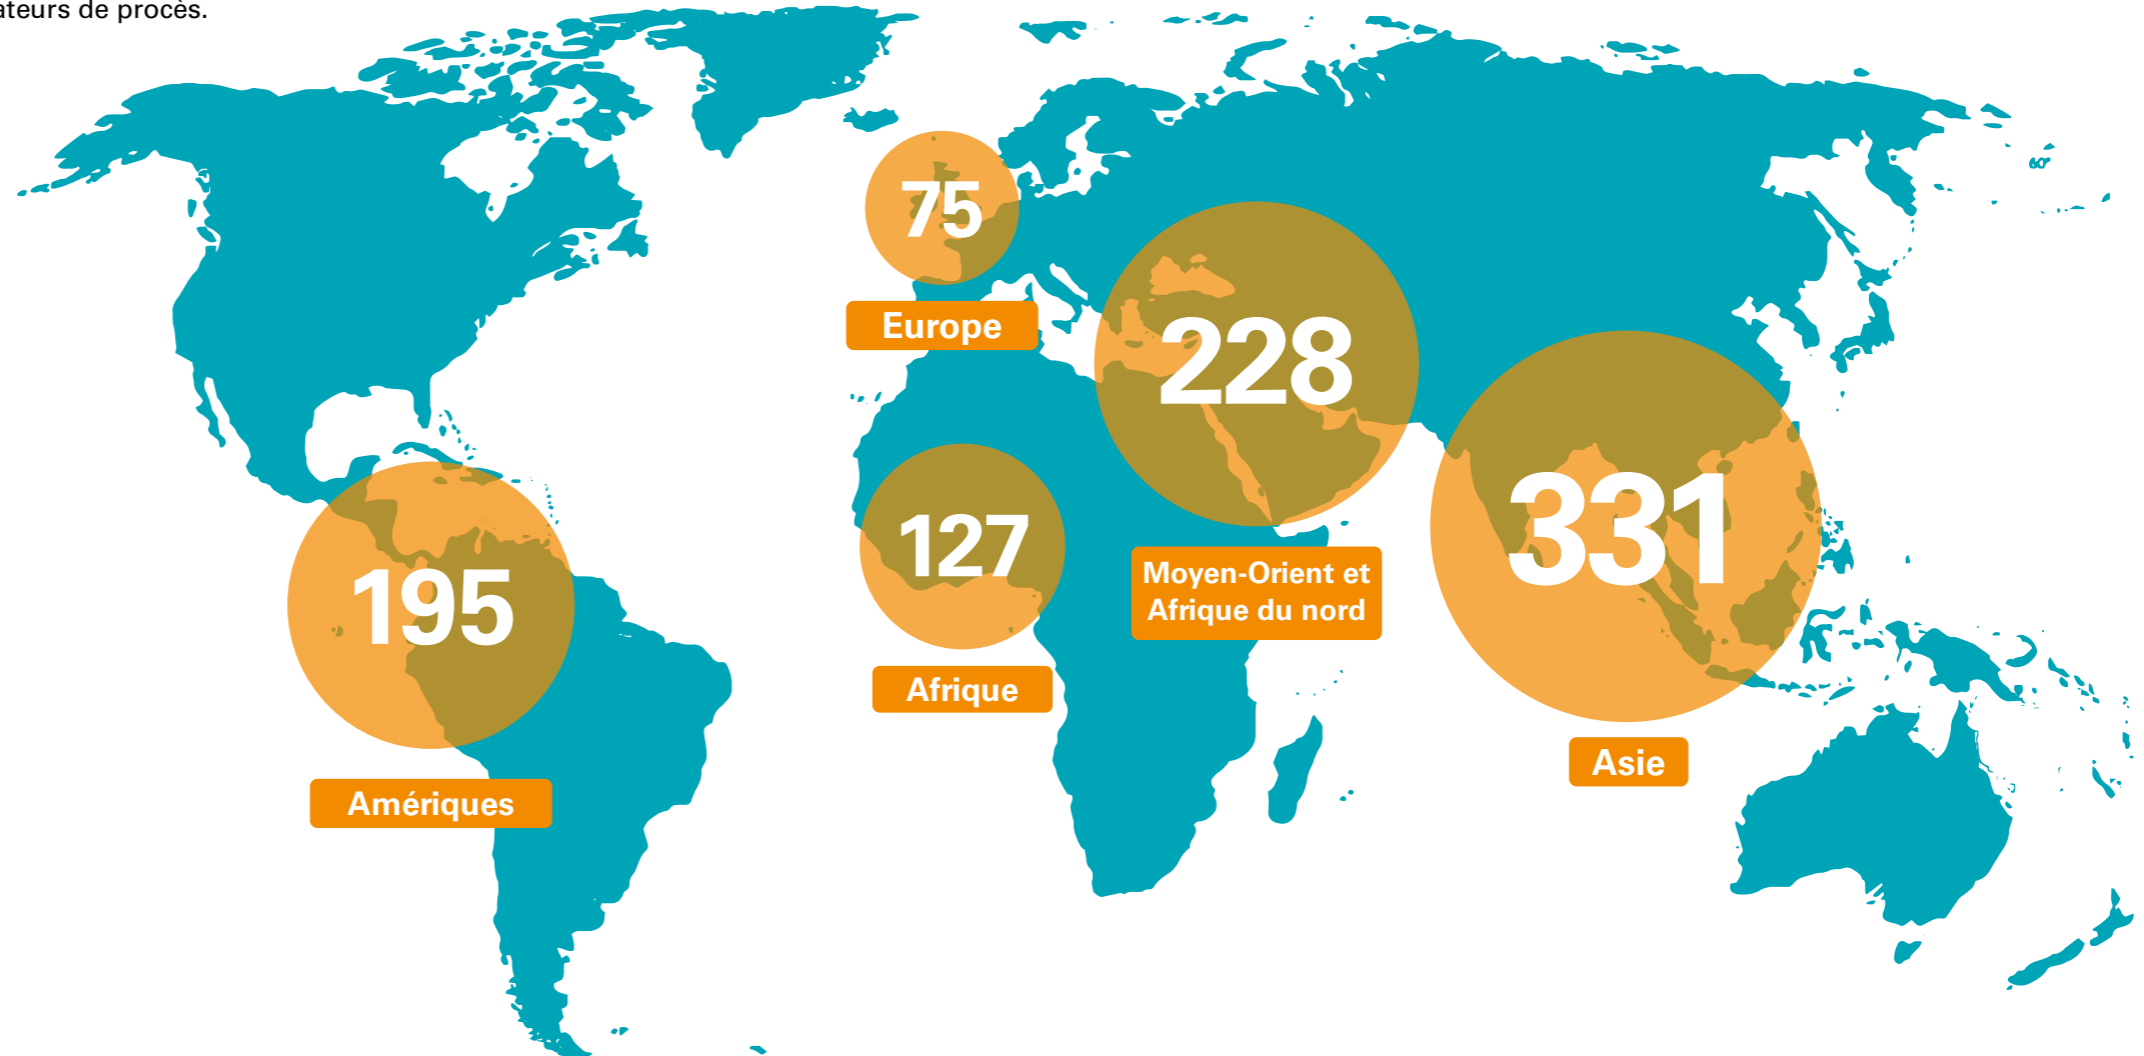 ateurs de procès.
75
Europe
228
Moyen-Orient et
Afrique du nord
331
Asie
127
Afrique
195
Amériques